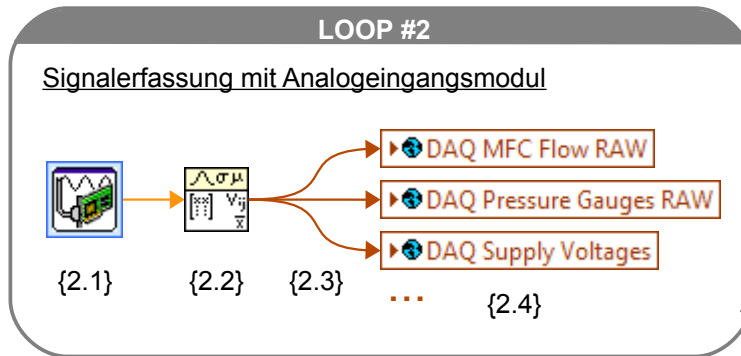 LOOP #2
Signalerfassung mit Analogeingangsmodul
DAQ MFC Flow RAW
DAQ Pressure Gauges RAW
DAQ Supply Voltages
{2.1} {2.2} {2.3} ... {2.4}